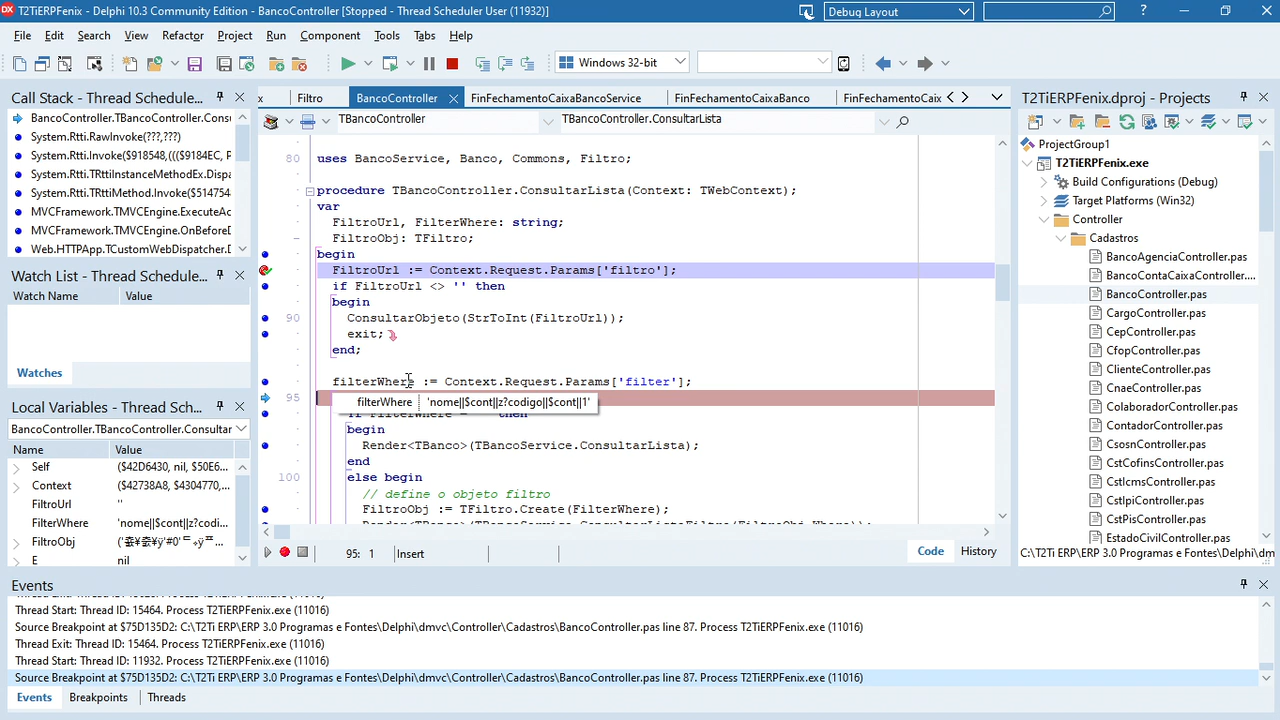 T2TiERPFenix - Delphi 10.3 Community Edition - BancoController [Stopped - Thread Scheduler User (11932)]
Debug Layout
File Edit Search View Refactor Project Run Component Tools Tabs Help
Windows 32-bit
Call Stack - Thread Schedule...
BancoController.TBancoController.Consu
System.Rtti.RawInvoke(???,???)
System.Rtti.Invoke($918548,((($9184EC, P
System.Rtti.TRttiInstanceMethodEx.Dispa
System.Rtti.TRttiMethod.Invoke($514754
MVCFramework.TMVCEngine.ExecuteAc
MVCFramework.TMVCEngine.OnBeforeD
Web.HTTPApp.TCustomWebDispatcher.D
Watch List - Thread Schedule...
Watch Name Value
Watches
Local Variables - Thread Schedule...
BancoController.TBancoController.Consultar
Name Value
Self ($42D6430, nil, $50E6...
Context ($42738A8, $4304770,...
FiltroUrl ''
FilterWhere 'nome||$cont||z?codi...
FiltroObj
E nil
x Filtro BancoController FinFechamentoCaixaBancoService FinFechamentoCaixaBanco FinFechamentoCaix
TBancoController TBancoController.ConsultarLista
80 uses BancoService, Banco, Commons, Filtro;
procedure TBancoController.ConsultarLista(Context: TWebContext);
var
FiltroUrl, FilterWhere: string;
FiltroObj: TFiltro;
begin
FiltroUrl := Context.Request.Params['filtro'];
if FiltroUrl <> '' then
begin
90 ConsultarObjeto(StrToInt(FiltroUrl));
exit;
end;
filterWhere := Context.Request.Params['filter'];
95
filterWhere 'nome||$cont||z?codigo||$cont||1'
then
begin
Render<TBanco>(TBancoService.ConsultarLista);
end
100 else begin
// define o objeto filtro
FiltroObj := TFiltro.Create(FilterWhere);
95: 1 Insert
Code History
T2TiERPFenix.dproj - Projects
ProjectGroup1
T2TiERPFenix.exe
Build Configurations (Debug)
Target Platforms (Win32)
Controller
Cadastros
BancoAgenciaController.pas
BancoContaCaixaController....
BancoController.pas
CargoController.pas
CepController.pas
CfopController.pas
ClienteController.pas
CnaeController.pas
ColaboradorController.pas
ContadorController.pas
CsosnController.pas
CstCofinsController.pas
CstIcmsController.pas
CstIpiController.pas
CstPisController.pas
EstadoCivilController.pas
C:\T2Ti ERP\ERP 3.0 Programas e Fontes\Delphi\dm
Events
Thread Start: Thread ID: 15464. Process T2TiERPFenix.exe (11016)
Source Breakpoint at $75D135D2: C:\T2Ti ERP\ERP 3.0 Programas e Fontes\Delphi\dmvc\Controller\Cadastros\BancoController.pas line 87. Process T2TiERPFenix.exe (11016)
Thread Exit: Thread ID: 15464. Process T2TiERPFenix.exe (11016)
Thread Start: Thread ID: 11932. Process T2TiERPFenix.exe (11016)
Source Breakpoint at $75D135D2: C:\T2Ti ERP\ERP 3.0 Programas e Fontes\Delphi\dmvc\Controller\Cadastros\BancoController.pas line 87. Process T2TiERPFenix.exe (11016)
Events Breakpoints Threads